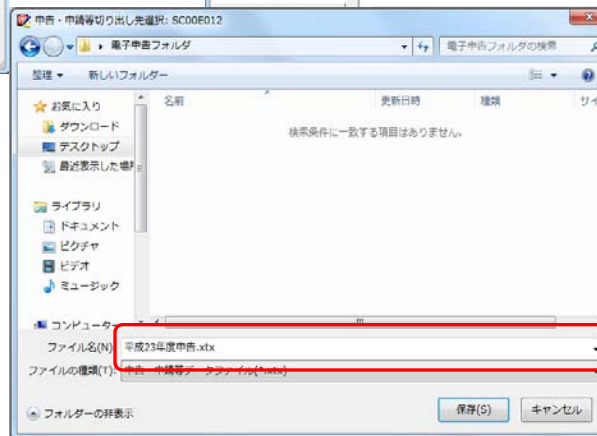 申告・申請等切り出し先選択: SC00E012
電子申告フォルダ
電子申告フォルダの検索
整理
新しいフォルダー
お気に入り
ダウンロード
デスクトップ
最近表示した場
ライブラリ
ドキュメント
ピクチャ
ビデオ
ミュージック
コンピューター
名前 更新日時 種類 サイ
検索条件に一致する項目はありません。
ファイル名(N): 平成23年度申告.xtx
ファイルの種類(T): 申告・申請等データファイル(*.xtx)
フォルダーの非表示
保存(S)
キャンセル